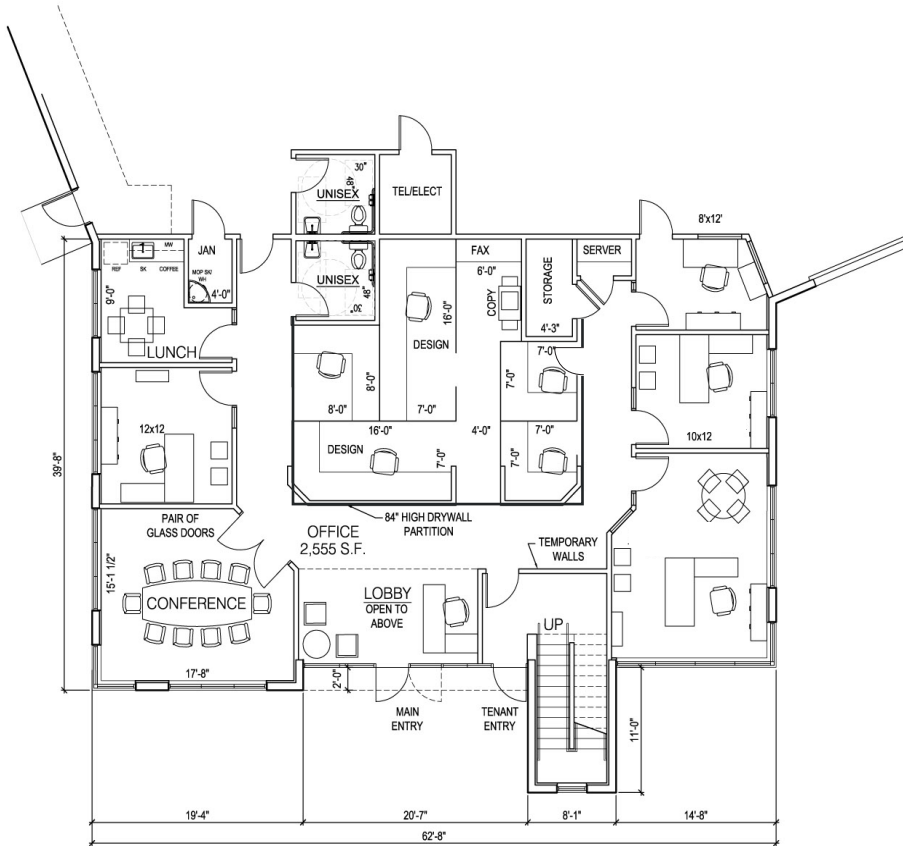 30"
48"
UNISEX
TEL/ELECT
8'x12'
JAN
MOP SK/
WH
4'-0"
MW
REF
SK
COFFEE
9'-0"
LUNCH
UNISEX
48"
30"
FAX
6'-0"
COPY
16'-0"
DESIGN
7'-0"
STORAGE
4'-3"
SERVER
8'-0"
8'-0"
7'-0"
7'-0"
12x12
10x12
16'-0"
DESIGN
7'-0"
4'-0"
7'-0"
7'-0"
39'-8"
84" HIGH DRYWALL
PARTITION
PAIR OF
GLASS DOORS
OFFICE
2,555 S.F.
TEMPORARY
WALLS
15'-1 1/2"
CONFERENCE
17'-8"
LOBBY
OPEN TO
ABOVE
UP
2'-0"
MAIN
ENTRY
TENANT
ENTRY
11'-0"
19'-4"
20'-7"
8'-1"
14'-8"
62'-8"